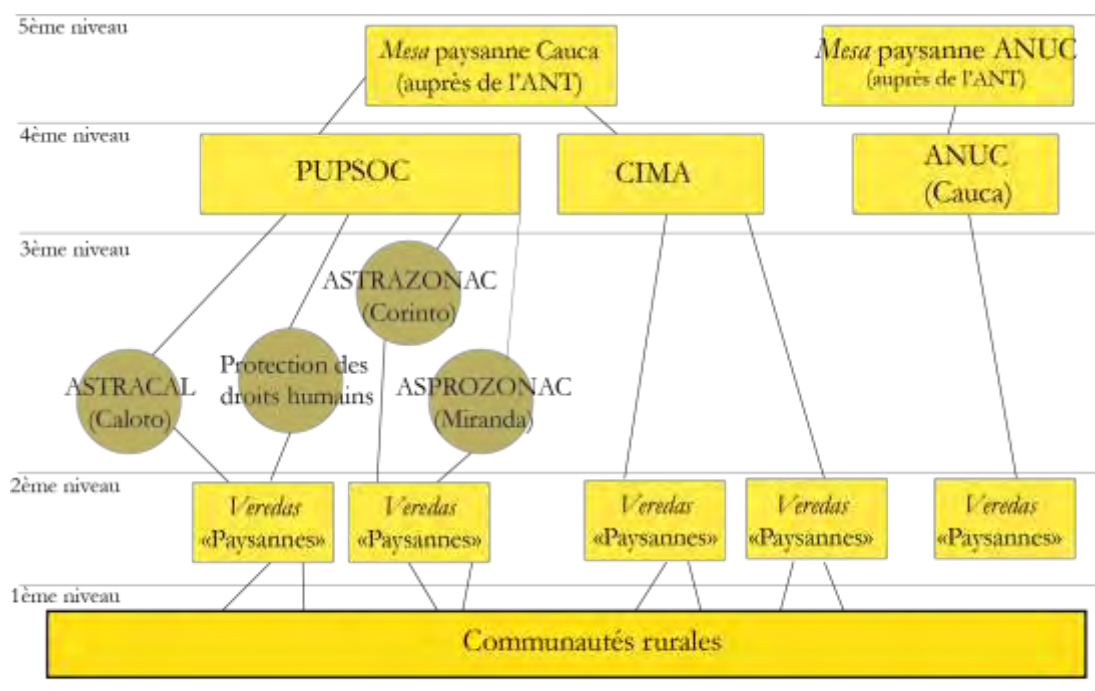 5ème niveau
Mesa paysanne Cauca
(auprès de l'ANT)
Mesa paysanne ANUC
(auprès de l'ANT)
4ème niveau
PUPSOC
CIMA
ANUC
(Cauca)
3ème niveau
ASTRAZONAC
(Corinto)
ASTRACAL
(Caloto)
Protection des
droits humains
ASPROZONAC
(Miranda)
2ème niveau
Veredas
«Paysannes»
Veredas
«Paysannes»
Veredas
«Paysannes»
Veredas
«Paysannes»
Veredas
«Paysannes»
1ème niveau
Communautés rurales